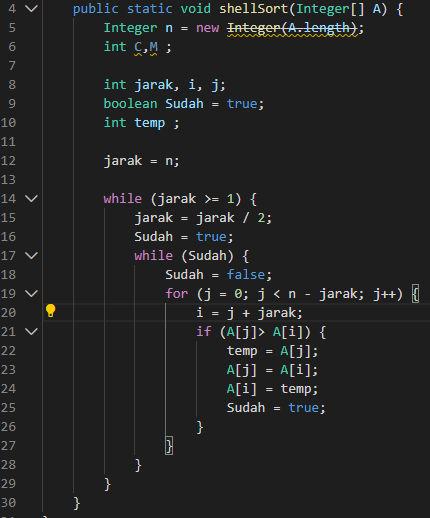 4 public static void shellSort(Integer[] A) {
5 Integer n = new Integer(A.length);
6 int C,M ;
7
8 int jarak, i, j;
9 boolean Sudah = true;
10 int temp ;
11
12 jarak = n;
13
14 while (jarak >= 1) {
15 jarak = jarak / 2;
16 Sudah = true;
17 while (Sudah) {
18 Sudah = false;
19 for (j = 0; j < n - jarak; j++) {
20 i = j + jarak;
21 if (A[j]> A[i]) {
22 temp = A[j];
23 A[j] = A[i];
24 A[i] = temp;
25 Sudah = true;
26 }
27 }
28 }
29 }
30 }